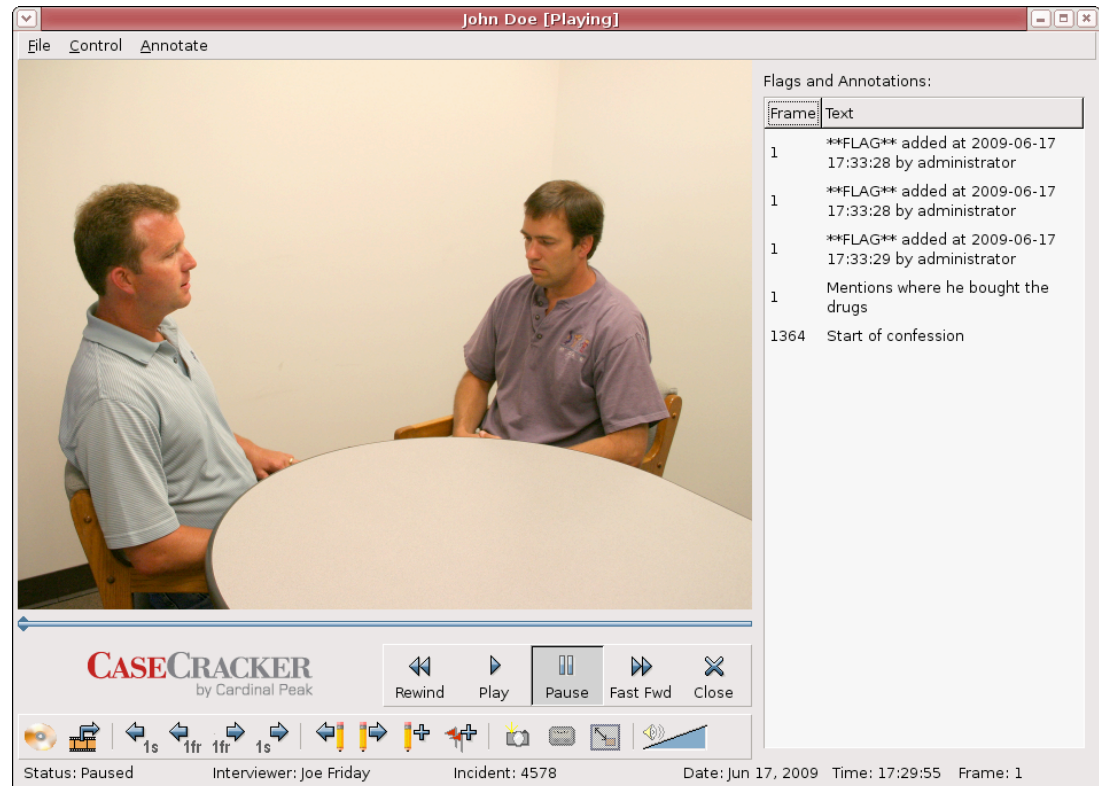 John Doe [Playing]
File Control Annotate
Flags and Annotations:
Frame Text
1 **FLAG** added at 2009-06-17
17:33:28 by administrator
1 **FLAG** added at 2009-06-17
17:33:28 by administrator
1 **FLAG** added at 2009-06-17
17:33:29 by administrator
1 Mentions where he bought the
drugs
1364 Start of confession
CASECRACKER
by Cardinal Peak
Rewind Play Pause Fast Fwd Close
1s 1fr 1fr 1s
Status: Paused Interviewer: Joe Friday Incident: 4578 Date: Jun 17, 2009 Time: 17:29:55 Frame: 1